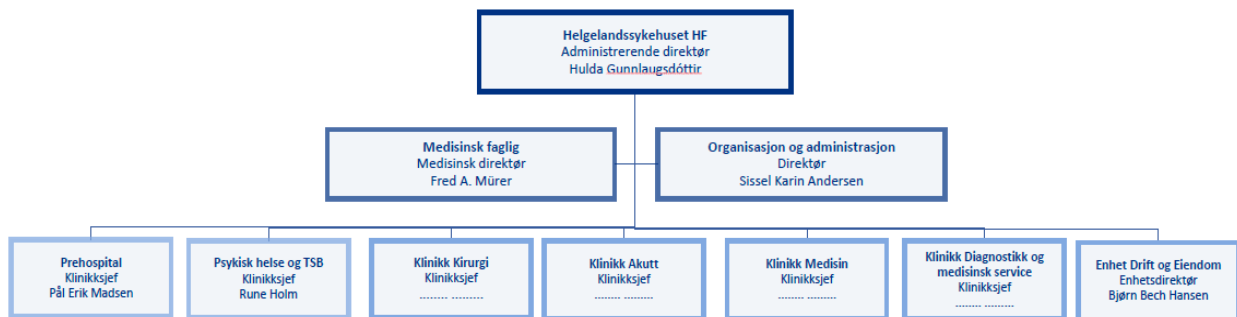 Helgelandssykehuset HF
Administrerende direktør
Hulda Gunnlaugsdóttir
Medisinsk faglig
Medisinsk direktør
Fred A. Mürer
Organisasjon og administrasjon
Direktør
Sissel Karin Andersen
Prehospital
Klinikksjef
Pål Erik Madsen
Psykisk helse og TSB
Klinikksjef
Rune Holm
Klinikk Kirurgi
Klinikksjef
........ .........
Klinikk Akutt
Klinikksjef
........ .........
Klinikk Medisin
Klinikksjef
........ .........
Klinikk Diagnostikk og
medisinsk service
Klinikksjef
........ .........
Enhet Drift og Eiendom
Enhetsdirektør
Bjørn Bech Hansen